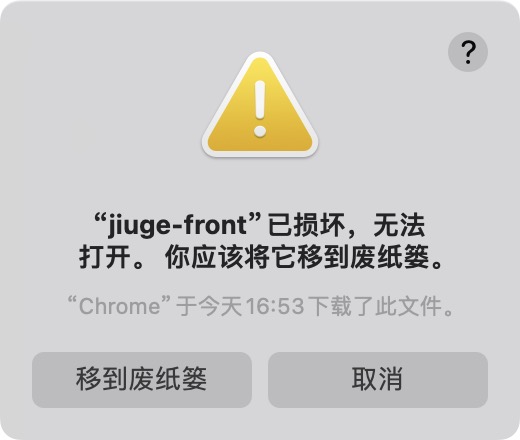 ?
“jiuge-front”已损坏，无法
打开。 你应该将它移到废纸篓。
“Chrome”于今天16:53下载了此文件。
移到废纸篓
取消